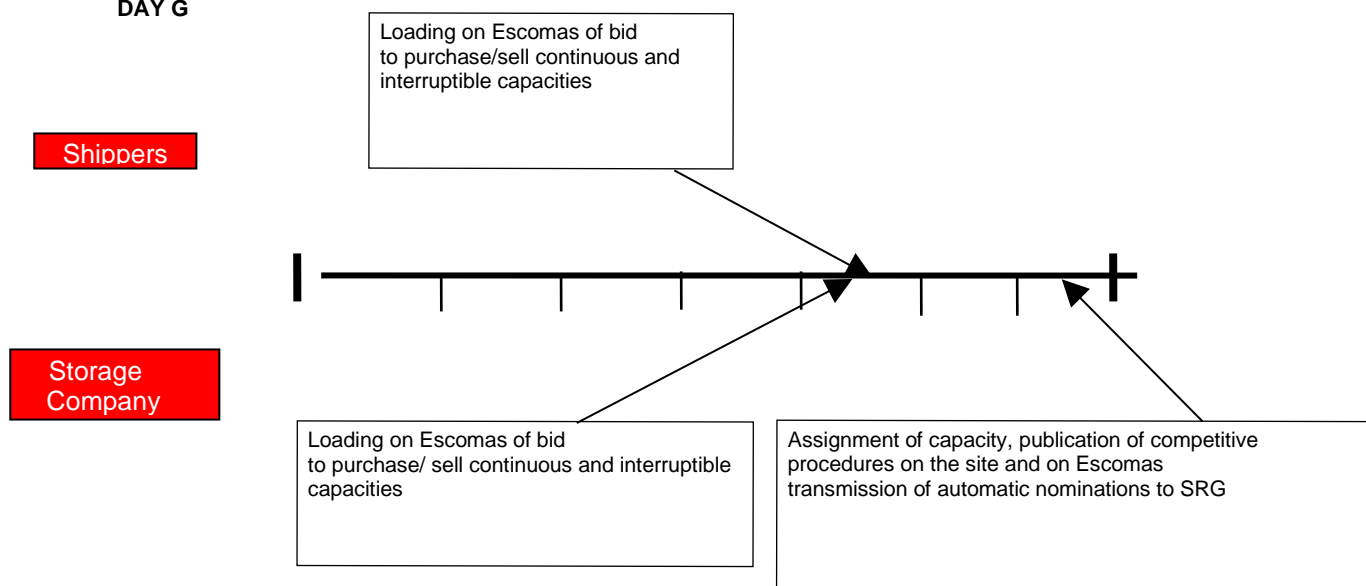 DAY G
Loading on Escomas of bid
to purchase/sell continuous and
interruptible capacities
Shippers
Storage
Company
Loading on Escomas of bid
to purchase/ sell continuous and interruptible
capacities
Assignment of capacity, publication of competitive
procedures on the site and on Escomas
transmission of automatic nominations to SRG